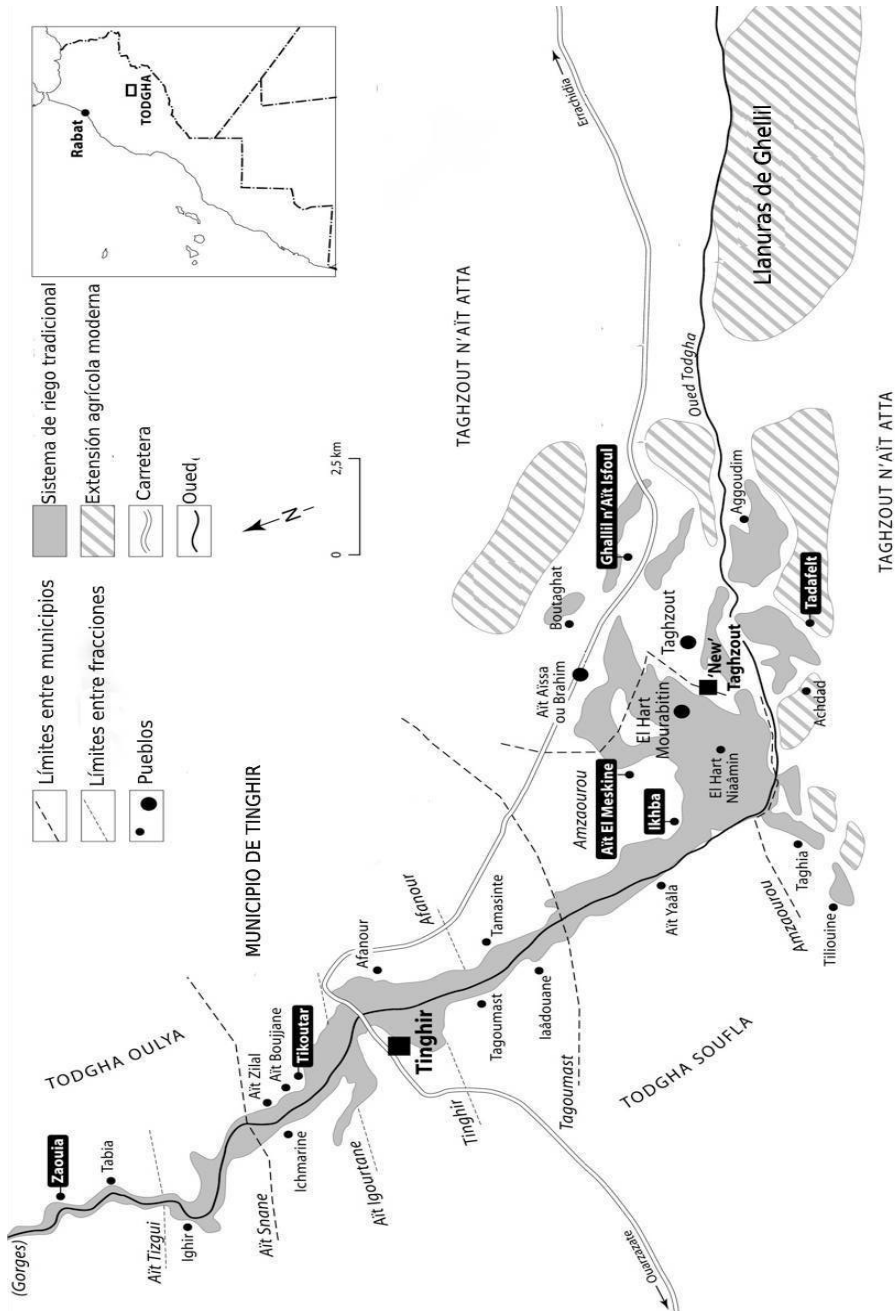 Límites entre municipios
Límites entre fracciones
Pueblos
Sistema de riego tradicional
Extensión agrícola moderna
Carretera
Oued
N
0
2,5 km
Rabat
TODGHA
(Gorges)
Zaouia
Tabia
Aït Tizgui
Ighir
TODGHA OULYA
Aït Snane
Aït Zilal
Aït Boujjane
Tikoutar
Ichmarine
Aït Igourtane
MUNICIPIO DE TINGHIR
Afanour
Afanour
Tinghir
Tinghir
Tamasinte
Tagoumast
Iaâdouane
Tagoumast
TODGHA SOUFLA
Ouarzazate
Amzaourou
Aït El Meskine
Ikhba
Aït Yaâla
El Hart
Niaâmin
El Hart
Mourabitin
Amzaourou
Taghia
Tiliouine
Achdad
Aït Aïssa
ou Brahim
Boutaghat
Ghallil n'Aït Isfoul
Taghzout
'New'
Taghzout
Tadafelt
Aggoudim
Oued Todgha
TAGHZOUT N'AÏT ATTA
TAGHZOUT N'AÏT ATTA
Errachidia
Llanuras de Ghellil